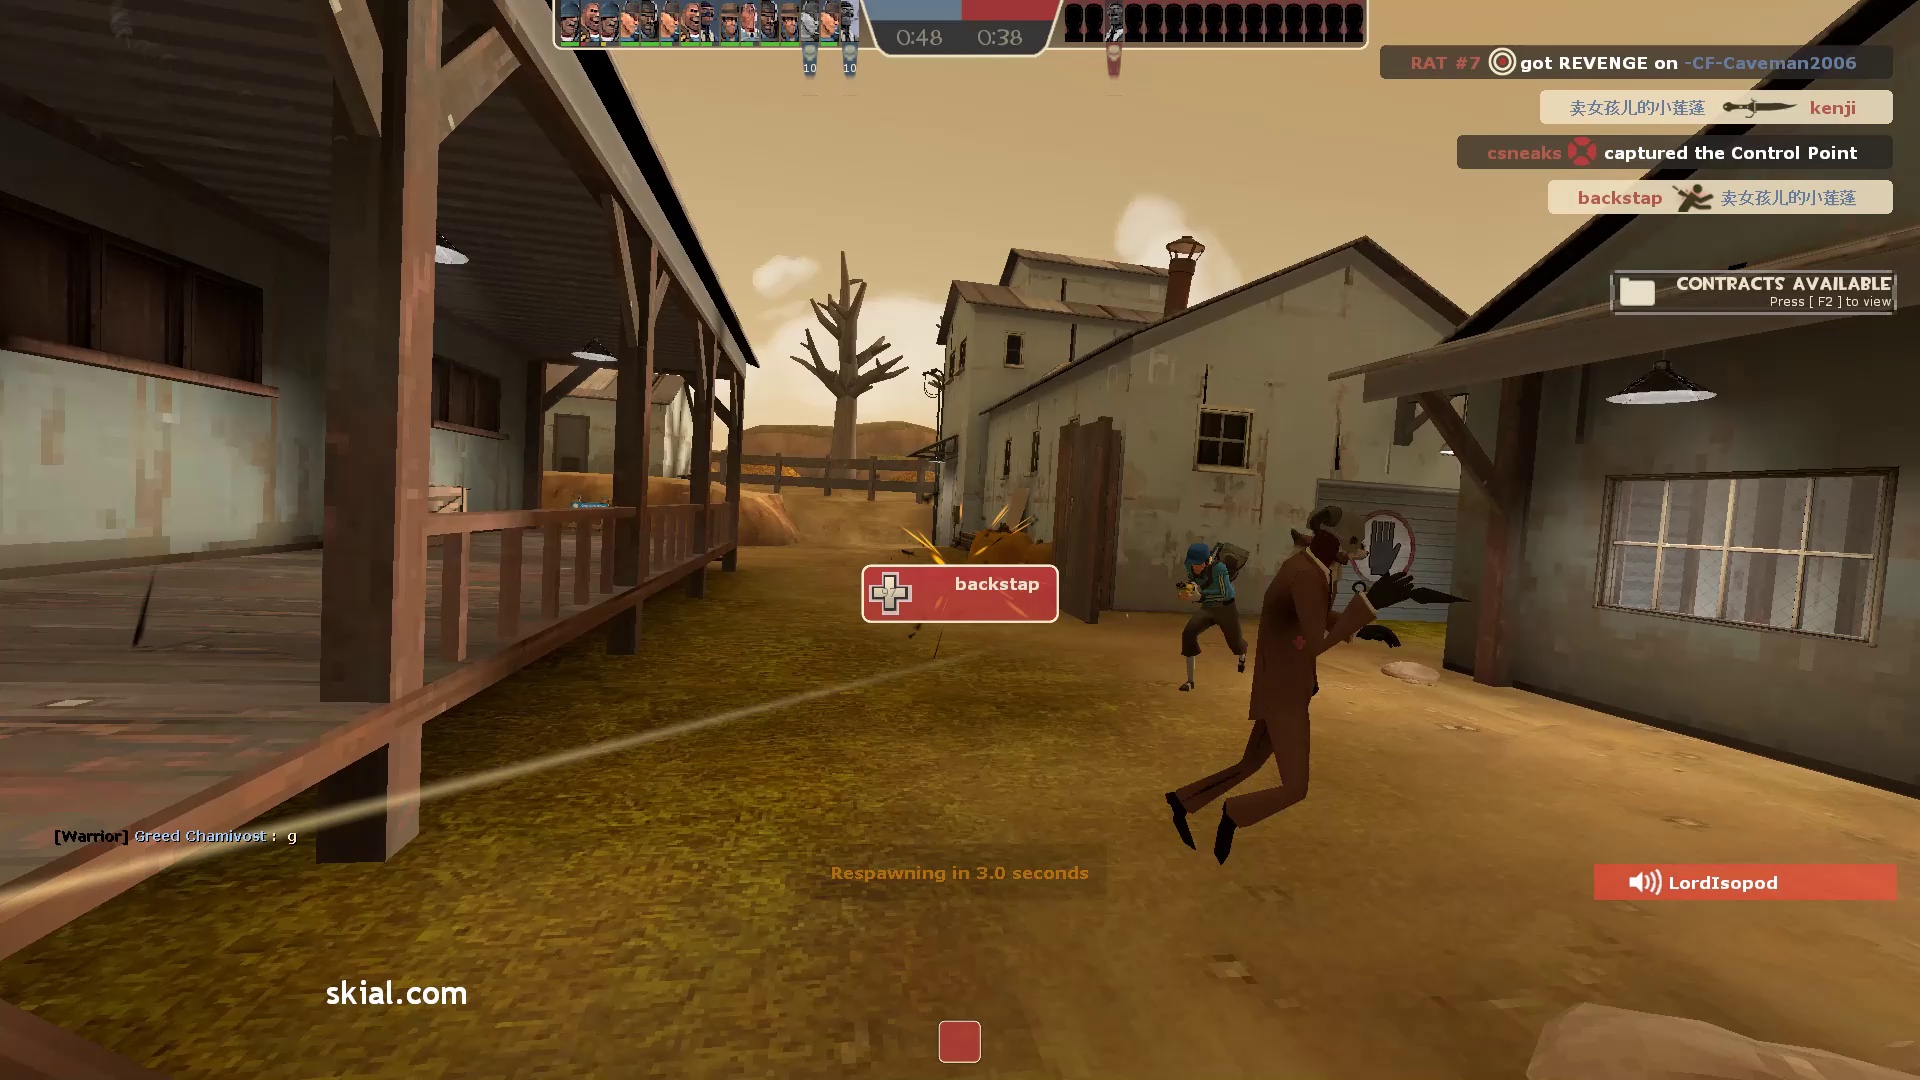 0:48 0:38
10 10
RAT #7 got REVENGE on -CF-Caveman2006
卖女孩儿的小莲蓬 kenji
csneaks captured the Control Point
backstap 卖女孩儿的小莲蓬
CONTRACTS AVAILABLE
Press [ F2 ] to view
backstap
[Warrior] Greed Chamivost : g
Respawning in 3.0 seconds
LordIsopod
skial.com